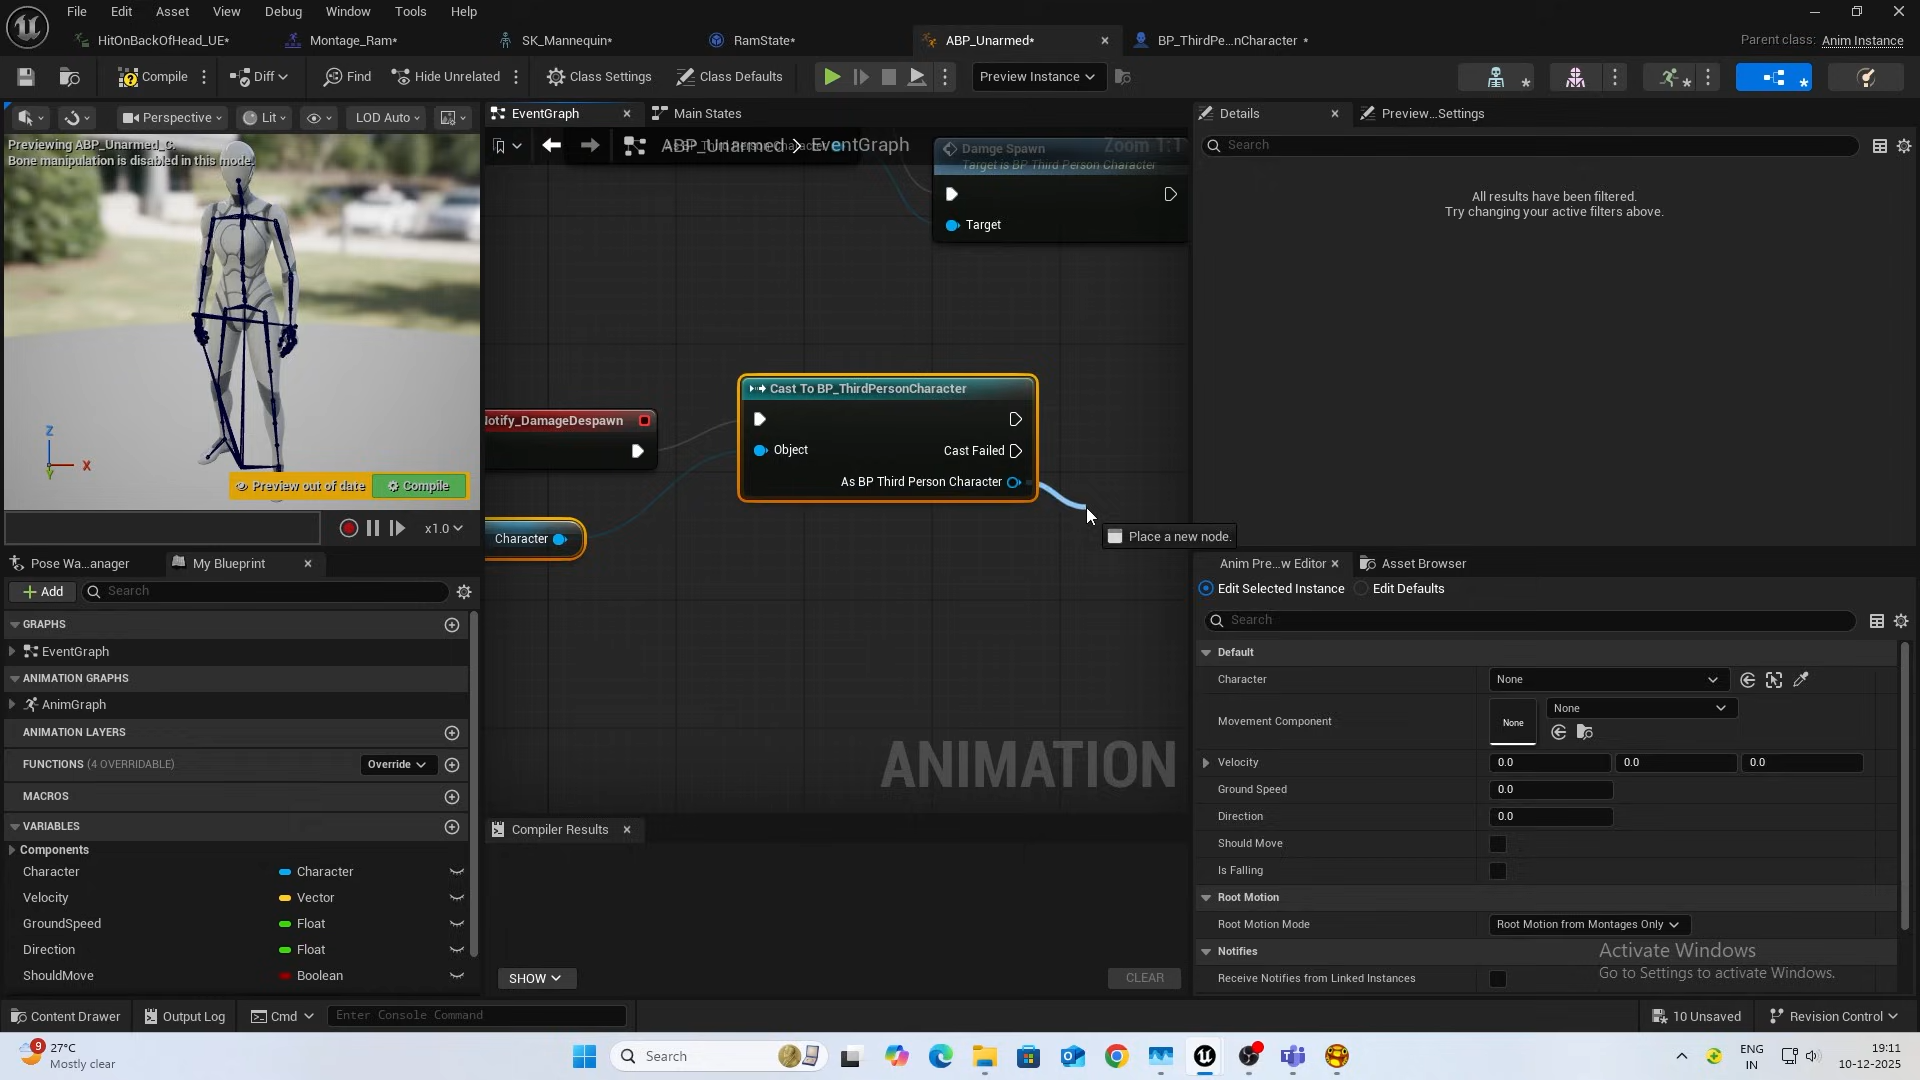 File Edit Asset View Debug Window Tools Help
HitOnBackOfHead_UE*
Montage_Ram*
SK_Mannequin*
RamState*
ABP_Unarmed*
BP_ThirdPe...nCharacter *
Parent class: Anim Instance
Compile
Diff
Find
Hide Unrelated
Class Settings
Class Defaults
Preview Instance
Perspective
Lit
LOD Auto
Previewing ABP_Unarmed_C.
Bone manipulation is disabled in this mode.
Z
X
Preview out of date
Compile
x1.0
EventGraph
Main States
ABP_Unarmed > EventGraph
Zoom 1:1
Damge Spawn
Target is BP Third Person Character
Target
Notify_DamageDespawn
Cast To BP_ThirdPersonCharacter
Object
Cast Failed
As BP Third Person Character
Character
Place a new node.
ANIMATION
Compiler Results
SHOW
CLEAR
Details
Preview...Settings
Search
All results have been filtered.
Try changing your active filters above.
Pose Wa...anager
My Blueprint
Add
Search
GRAPHS
EventGraph
ANIMATION GRAPHS
AnimGraph
ANIMATION LAYERS
FUNCTIONS (4 OVERRIDABLE)
Override
MACROS
VARIABLES
Components
Character Character
Velocity Vector
GroundSpeed Float
Direction Float
ShouldMove Boolean
Anim Pre...w Editor
Asset Browser
Edit Selected Instance
Edit Defaults
Search
Default
Character None
Movement Component None None
Velocity 0.0 0.0 0.0
Ground Speed 0.0
Direction 0.0
Should Move
Is Falling
Root Motion
Root Motion Mode Root Motion from Montages Only
Notifies
Receive Notifies from Linked Instances
Activate Windows
Go to Settings to activate Windows.
Content Drawer
Output Log
Cmd
Enter Console Command
10 Unsaved
Revision Control
9
27°C
Mostly clear
Search
ENG
IN
19:11
10-12-2025